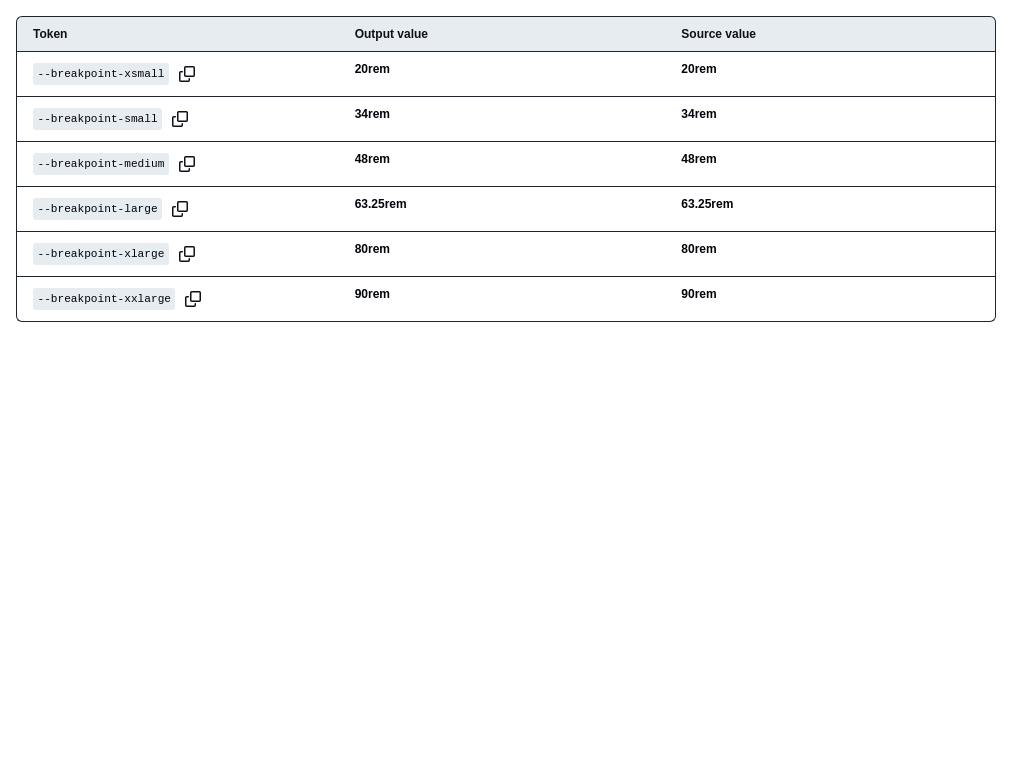 Token Output value Source value
--breakpoint-xsmall 20rem 20rem
--breakpoint-small 34rem 34rem
--breakpoint-medium 48rem 48rem
--breakpoint-large 63.25rem 63.25rem
--breakpoint-xlarge 80rem 80rem
--breakpoint-xxlarge 90rem 90rem